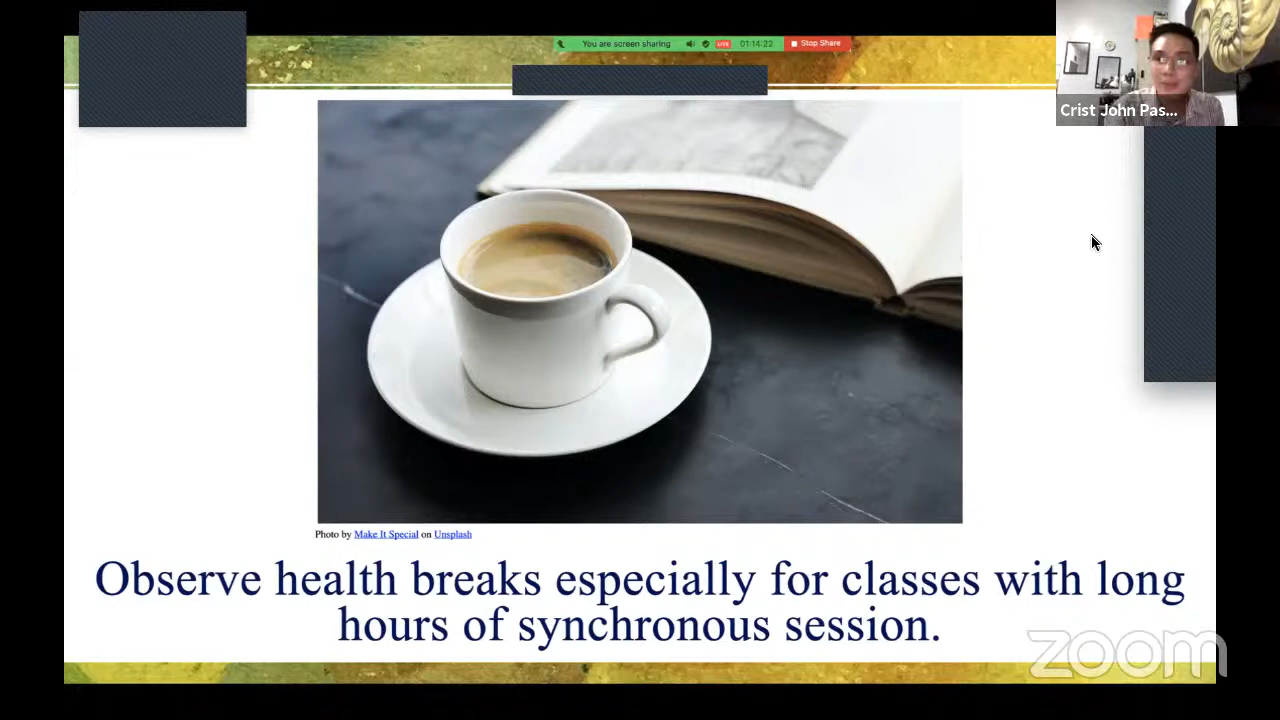 You are screen sharing LIVE 01:14:22 Stop Share
Crist John Pas...
Photo by Make It Special on Unsplash
Observe health breaks especially for classes with long
hours of synchronous session.
zoom